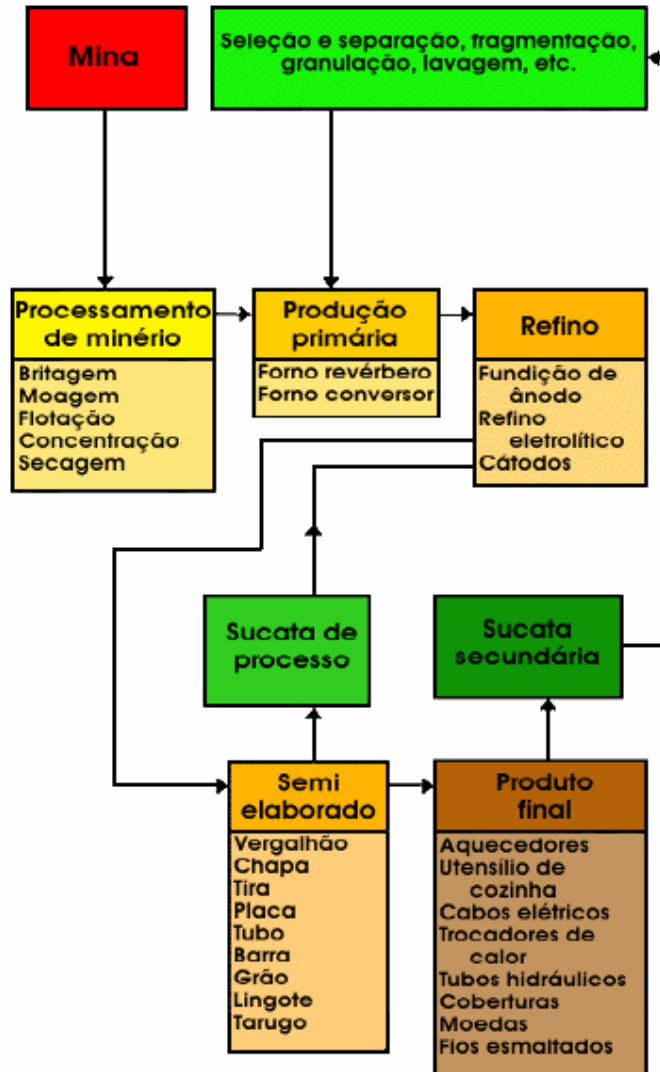 Mina
Seleção e separação, fragmentação,
granulação, lavagem, etc.
Processamento
de minério
Britagem
Moagem
Flotação
Concentração
Secagem
Produção
primária
Forno revérbero
Forno conversor
Refino
Fundição de
ânodo
Refino
eletrolítico
Cátodos
Sucata de
processo
Sucata
secundária
Semi
elaborado
Vergalhão
Chapa
Tira
Placa
Tubo
Barra
Grão
Lingote
Tarugo
Produto
final
Aquecedores
Utensílio de
cozinha
Cabos elétricos
Trocadores de
calor
Tubos hidráulicos
Coberturas
Moedas
Fios esmaltados